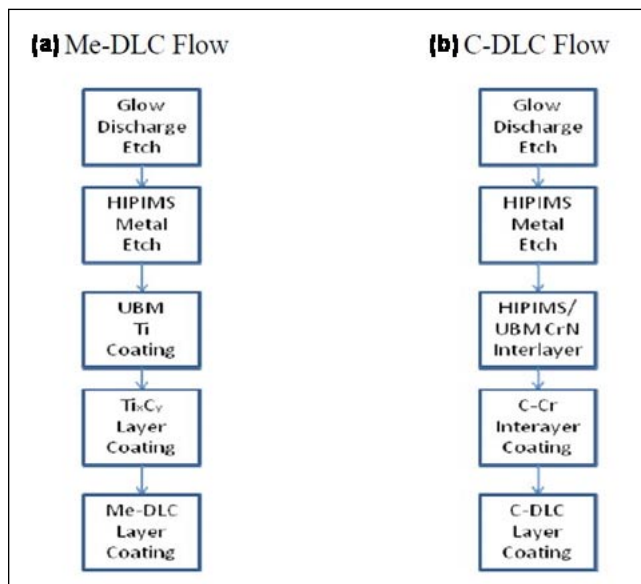 (a) Me-DLC Flow
Glow
Discharge
Etch
HIPIMS
Metal
Etch
UBM
Ti
Coating
TiₓCᵧ
Layer
Coating
Me-DLC
Layer
Coating
(b) C-DLC Flow
Glow
Discharge
Etch
HIPIMS
Metal
Etch
HIPIMS/
UBM CrN
Interlayer
C-Cr
Interayer
Coating
C-DLC
Layer
Coating